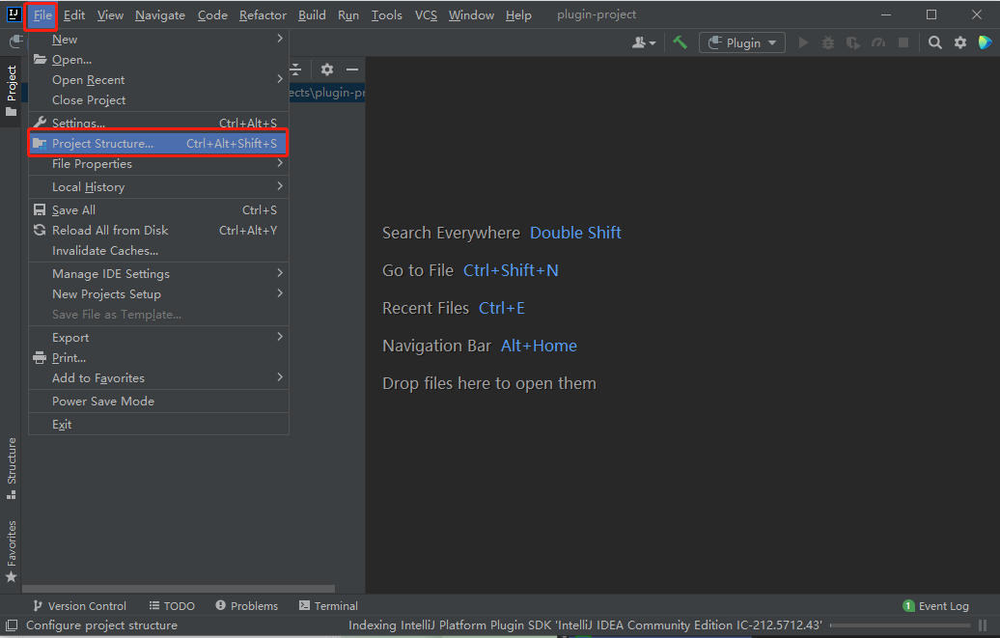 IJ File Edit View Navigate Code Refactor Build Run Tools VCS Window Help plugin-project
Plugin
Project
ects\plugin-pr
New
Open...
Open Recent
Close Project
Settings... Ctrl+Alt+S
Project Structure... Ctrl+Alt+Shift+S
File Properties
Local History
Save All Ctrl+S
Reload All from Disk Ctrl+Alt+Y
Invalidate Caches...
Manage IDE Settings
New Projects Setup
Save File as Template...
Export
Print...
Add to Favorites
Power Save Mode
Exit
Search Everywhere Double Shift
Go to File Ctrl+Shift+N
Recent Files Ctrl+E
Navigation Bar Alt+Home
Drop files here to open them
Structure
Favorites
Version Control TODO Problems Terminal 1 Event Log
Configure project structure Indexing IntelliJ Platform Plugin SDK 'IntelliJ IDEA Community Edition IC-212.5712.43'